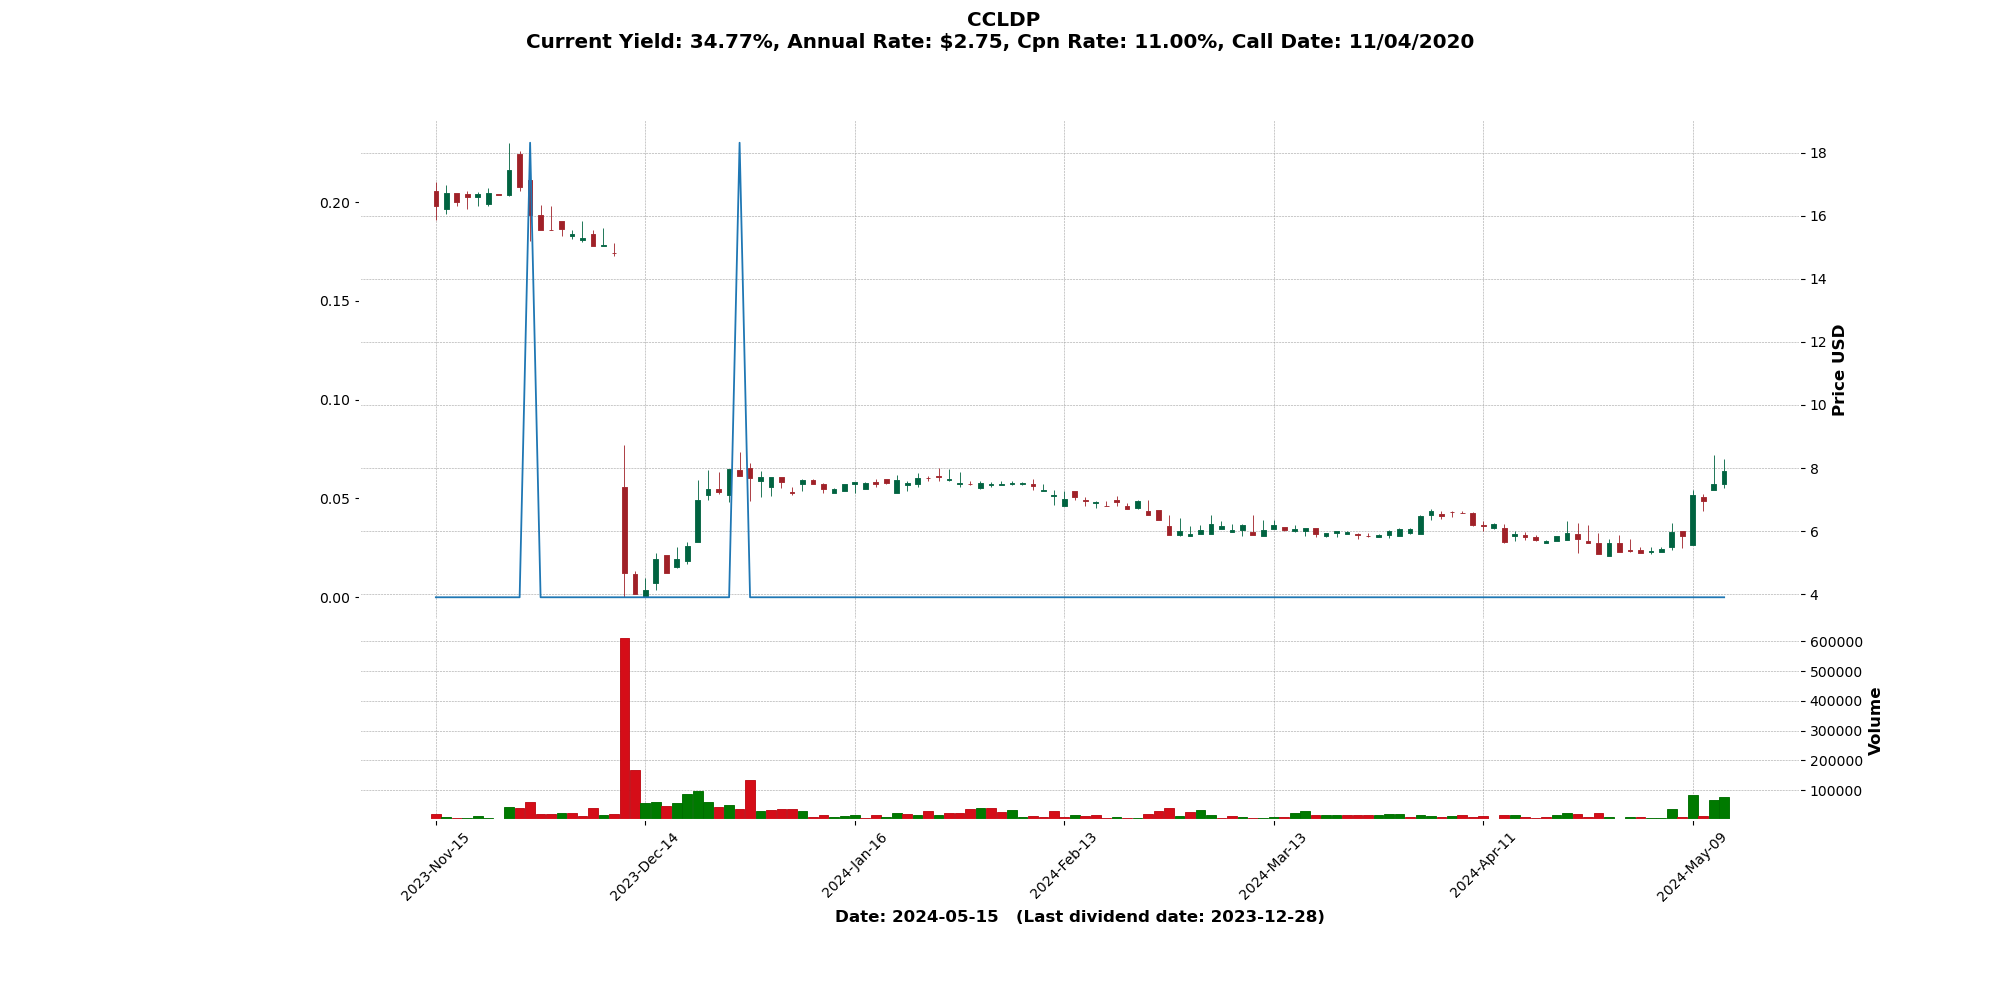 CCLDP
Current Yield: 34.77%, Annual Rate: $2.75, Cpn Rate: 11.00%, Call Date: 11/04/2020
0.20
0.15
0.10
0.05
0.00
18
16
14
12
10
8
6
4
Price USD
600000
500000
400000
300000
200000
100000
Volume
2023-Nov-15
2023-Dec-14
2024-Jan-16
2024-Feb-13
2024-Mar-13
2024-Apr-11
2024-May-09
Date: 2024-05-15   (Last dividend date: 2023-12-28)